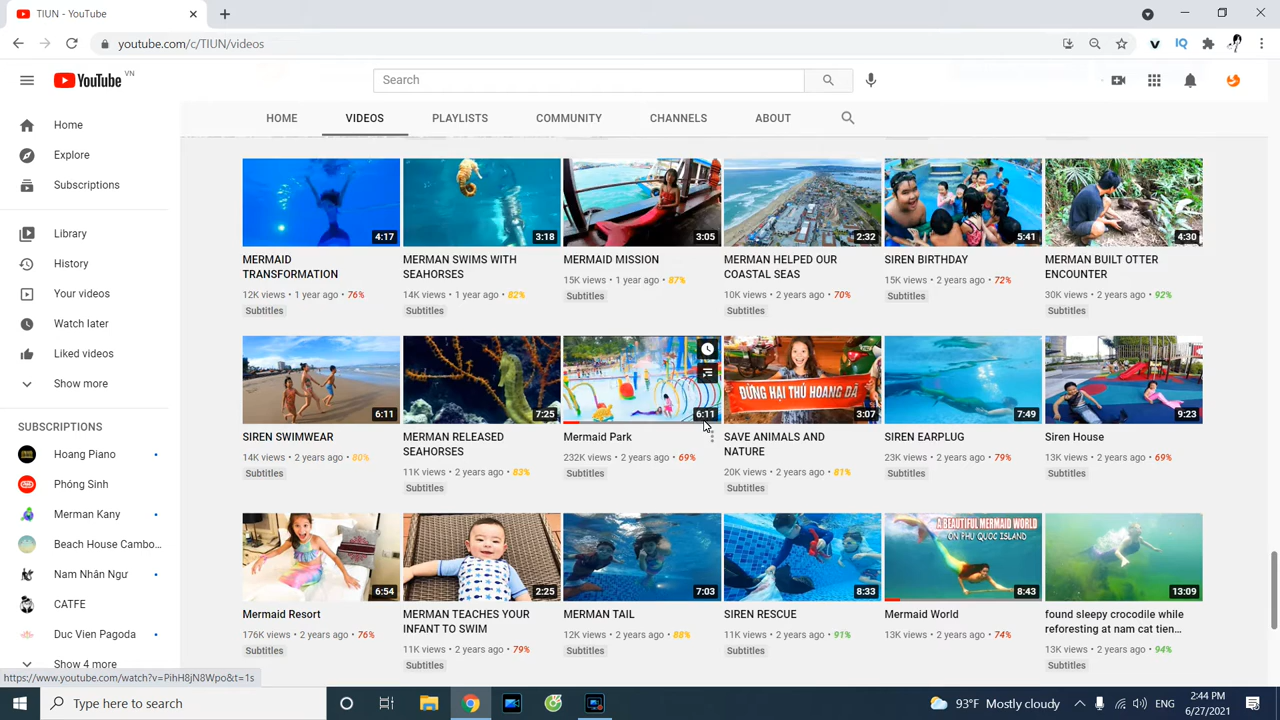 TIUN - YouTube
youtube.com/c/TIUN/videos
YouTube VN
Search
HOME VIDEOS PLAYLISTS COMMUNITY CHANNELS ABOUT
Home
Explore
Subscriptions
Library
History
Your videos
Watch later
Liked videos
Show more
SUBSCRIPTIONS
Hoang Piano
Phóng Sinh
Merman Kany
Beach House Cambo...
Nam Nhân Ngư
CATFE
Duc Vien Pagoda
Show 4 more
4:17
MERMAID
TRANSFORMATION
12K views • 1 year ago • 76%
Subtitles
3:18
MERMAN SWIMS WITH
SEAHORSES
14K views • 1 year ago • 82%
Subtitles
3:05
MERMAID MISSION
15K views • 1 year ago • 87%
Subtitles
2:32
MERMAN HELPED OUR
COASTAL SEAS
10K views • 2 years ago • 70%
Subtitles
5:41
SIREN BIRTHDAY
15K views • 2 years ago • 72%
Subtitles
4:30
MERMAN BUILT OTTER
ENCOUNTER
30K views • 2 years ago • 92%
Subtitles
6:11
SIREN SWIMWEAR
14K views • 2 years ago • 80%
Subtitles
7:25
MERMAN RELEASED
SEAHORSES
11K views • 2 years ago • 83%
Subtitles
6:11
Mermaid Park
232K views • 2 years ago • 69%
Subtitles
ĐỪNG HẠI THÚ HOANG DÃ
3:07
SAVE ANIMALS AND
NATURE
20K views • 2 years ago • 81%
Subtitles
7:49
SIREN EARPLUG
23K views • 2 years ago • 79%
Subtitles
9:23
Siren House
13K views • 2 years ago • 69%
Subtitles
6:54
Mermaid Resort
176K views • 2 years ago • 76%
Subtitles
2:25
MERMAN TEACHES YOUR
INFANT TO SWIM
11K views • 2 years ago • 79%
Subtitles
7:03
MERMAN TAIL
12K views • 2 years ago • 88%
Subtitles
8:33
SIREN RESCUE
11K views • 2 years ago • 91%
Subtitles
A BEAUTIFUL MERMAID WORLD
ON PHU QUOC ISLAND
8:43
Mermaid World
13K views • 2 years ago • 74%
Subtitles
13:09
found sleepy crocodile while
reforesting at nam cat tien...
13K views • 2 years ago • 94%
Subtitles
https://www.youtube.com/watch?v=PihH8jN8Wpo&t=1s
Type here to search
93°F Mostly cloudy
ENG
2:44 PM
6/27/2021